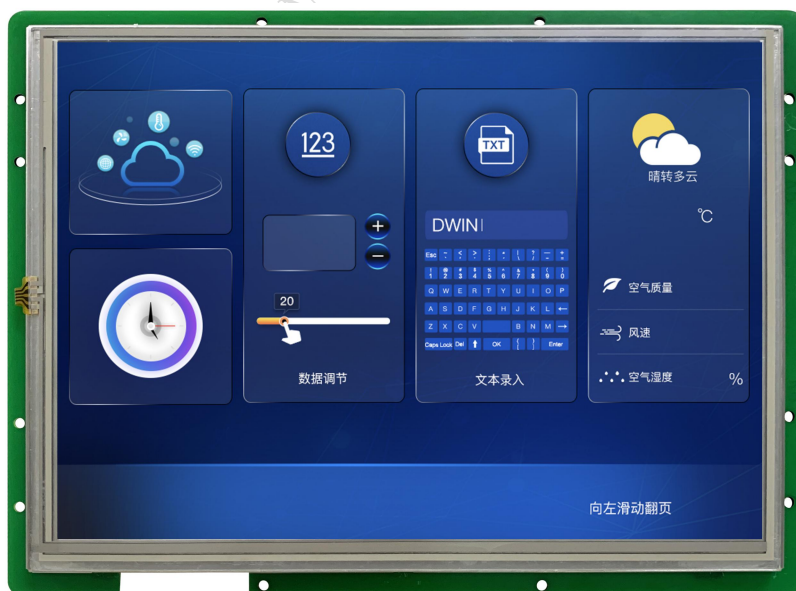 123
20
数据调节
TXT
DWIN
Esc
Q W E R T Y U I O P
A S D F G H J K L ←
Z X C V B N M →
Caps Lock Del OK { } Enter
文本录入
晴转多云
℃
空气质量
风速
空气湿度 %
向左滑动翻页